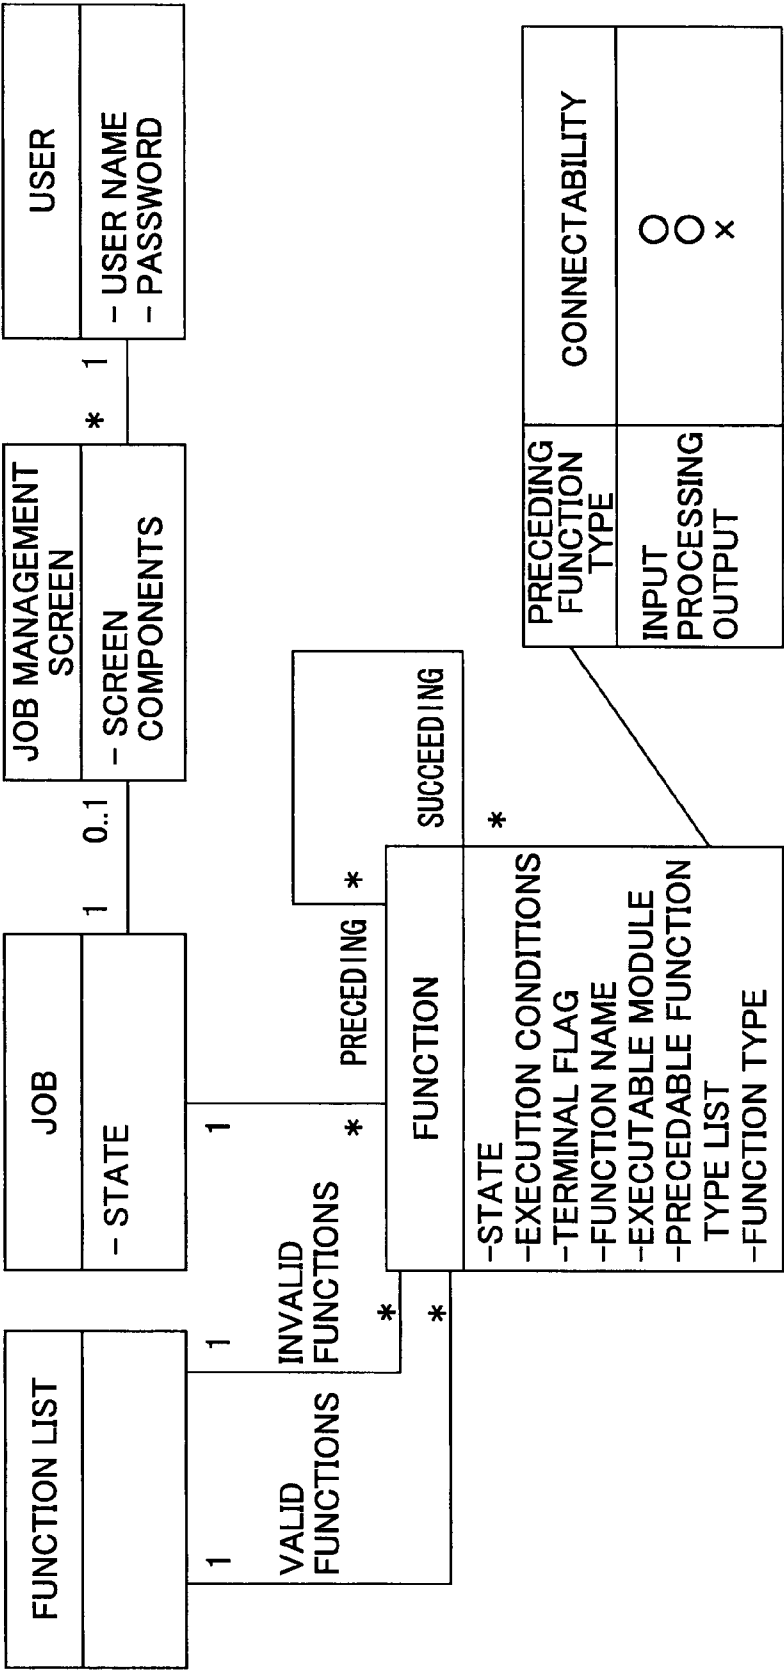 FUNCTION LIST
1
VALID
FUNCTIONS
*
1
INVALID
FUNCTIONS
*
JOB
- STATE
1
0..1
1
*
JOB MANAGEMENT
SCREEN
- SCREEN
COMPONENTS
*
1
USER
- USER NAME
- PASSWORD
PRECEDING
*
SUCCEEDING
*
FUNCTION
-STATE
-EXECUTION CONDITIONS
-TERMINAL FLAG
-FUNCTION NAME
-EXECUTABLE MODULE
-PRECEDABLE FUNCTION
TYPE LIST
-FUNCTION TYPE
PRECEDING
FUNCTION
TYPE
CONNECTABILITY
INPUT ○
PROCESSING ○
OUTPUT ×